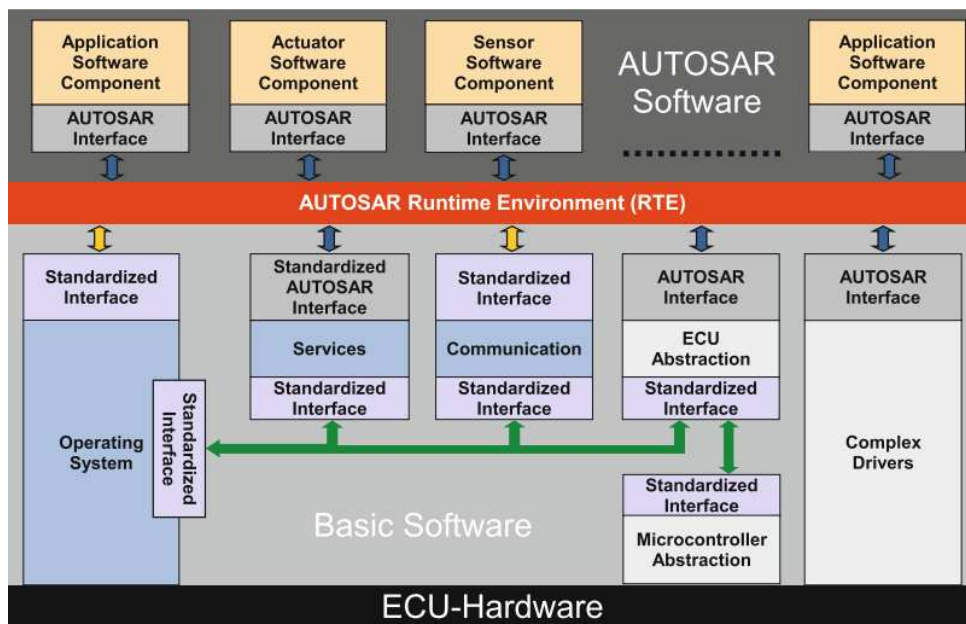 Application
Software
Component
AUTOSAR
Interface
Actuator
Software
Component
AUTOSAR
Interface
Sensor
Software
Component
AUTOSAR
Interface
AUTOSAR
Software
Application
Software
Component
AUTOSAR
Interface
AUTOSAR Runtime Environment (RTE)
Standardized
Interface
Operating
System
Standardized
Interface
Standardized
AUTOSAR
Interface
Services
Standardized
Interface
Standardized
Interface
Communication
Standardized
Interface
AUTOSAR
Interface
ECU
Abstraction
Standardized
Interface
Standardized
Interface
Microcontroller
Abstraction
AUTOSAR
Interface
Complex
Drivers
Basic Software
ECU-Hardware